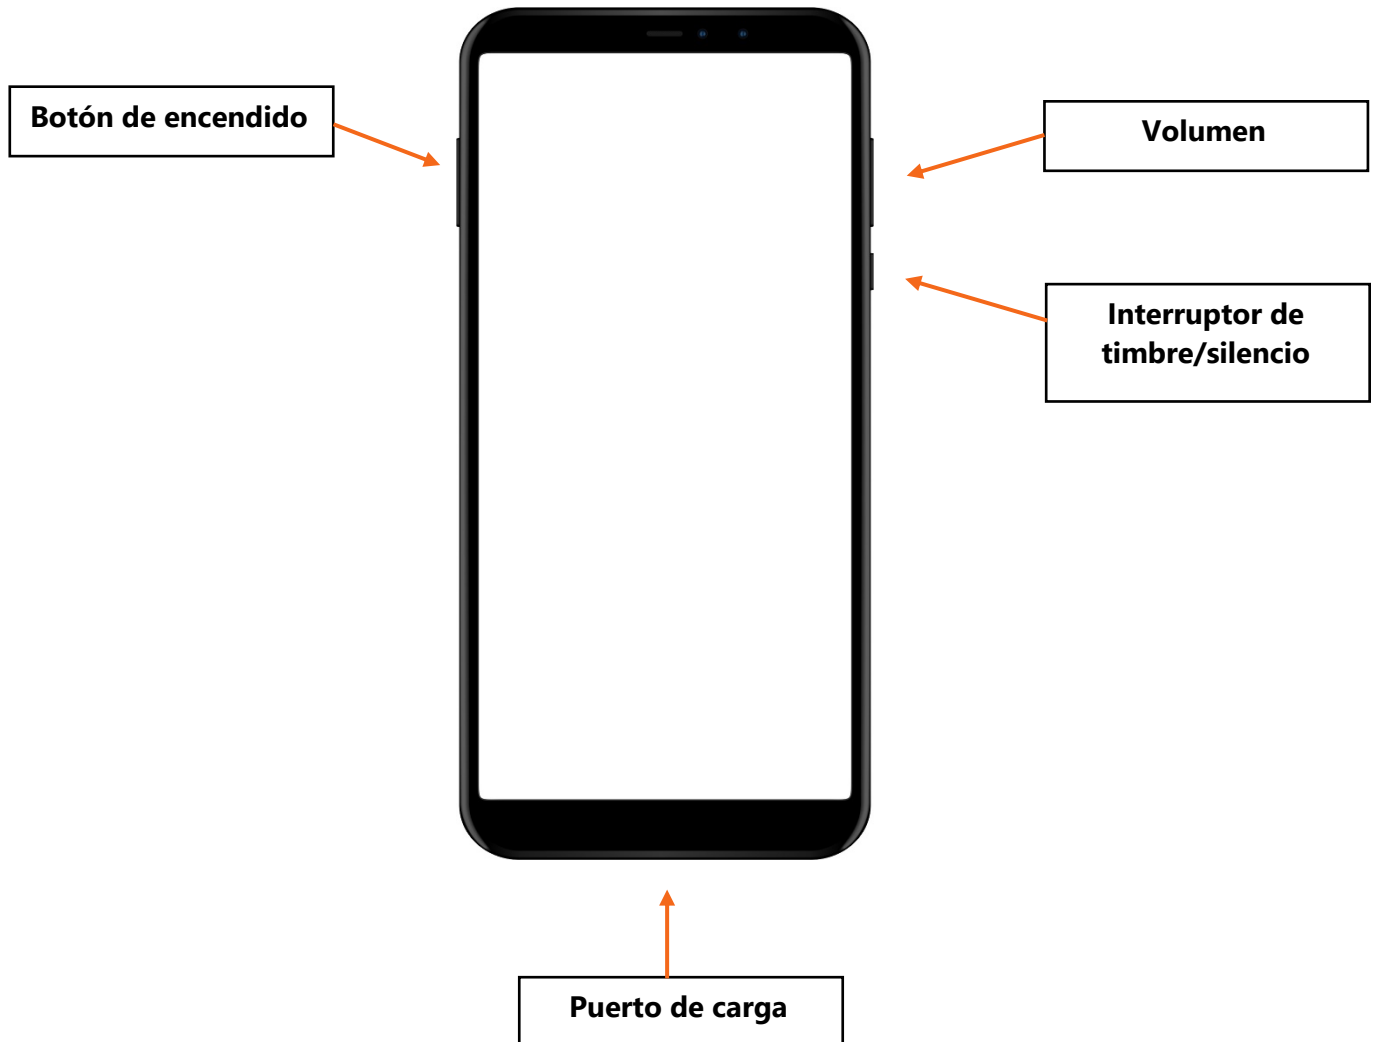 Botón de encendido
Volumen
Interruptor de
timbre/silencio
Puerto de carga